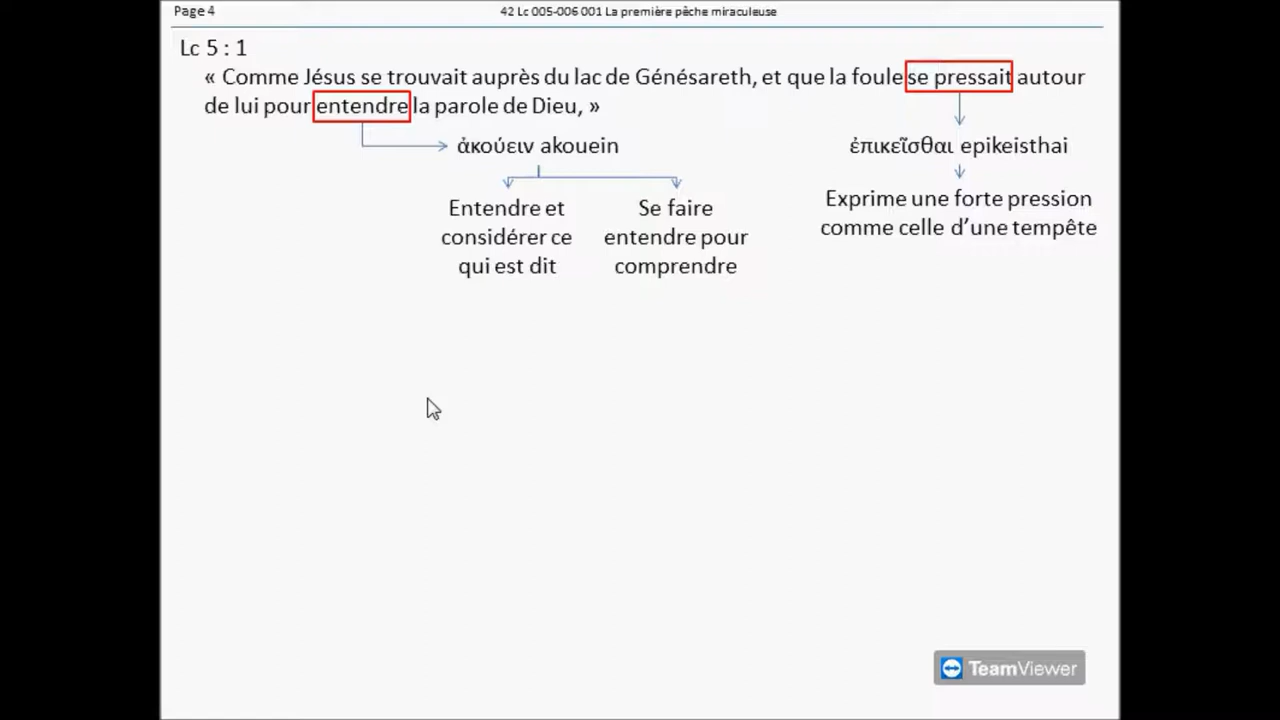 Page 4
42 Lc 005-006 001 La première pêche miraculeuse
Lc 5 : 1
« Comme Jésus se trouvait auprès du lac de Génésareth, et que la foule se pressait autour
de lui pour entendre la parole de Dieu, »
ἀκούειν akouein
ἐπικεῖσθαι epikeisthai
Entendre et
considérer ce
qui est dit
Se faire
entendre pour
comprendre
Exprime une forte pression
comme celle d’une tempête
TeamViewer